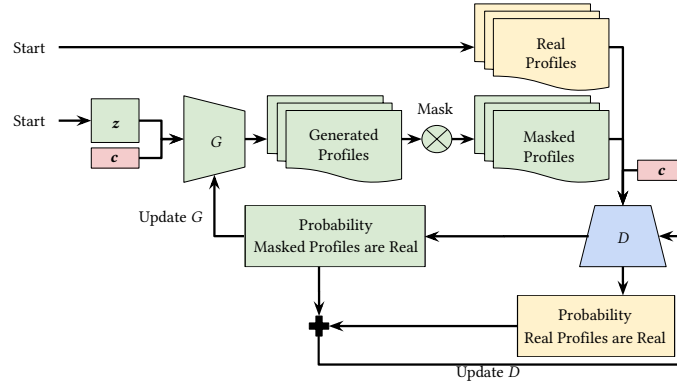 Start
Real
Profiles
Start
z
c
G
Generated
Profiles
Mask
Masked
Profiles
c
Update G
Probability
Masked Profiles are Real
D
Probability
Real Profiles are Real
Update D